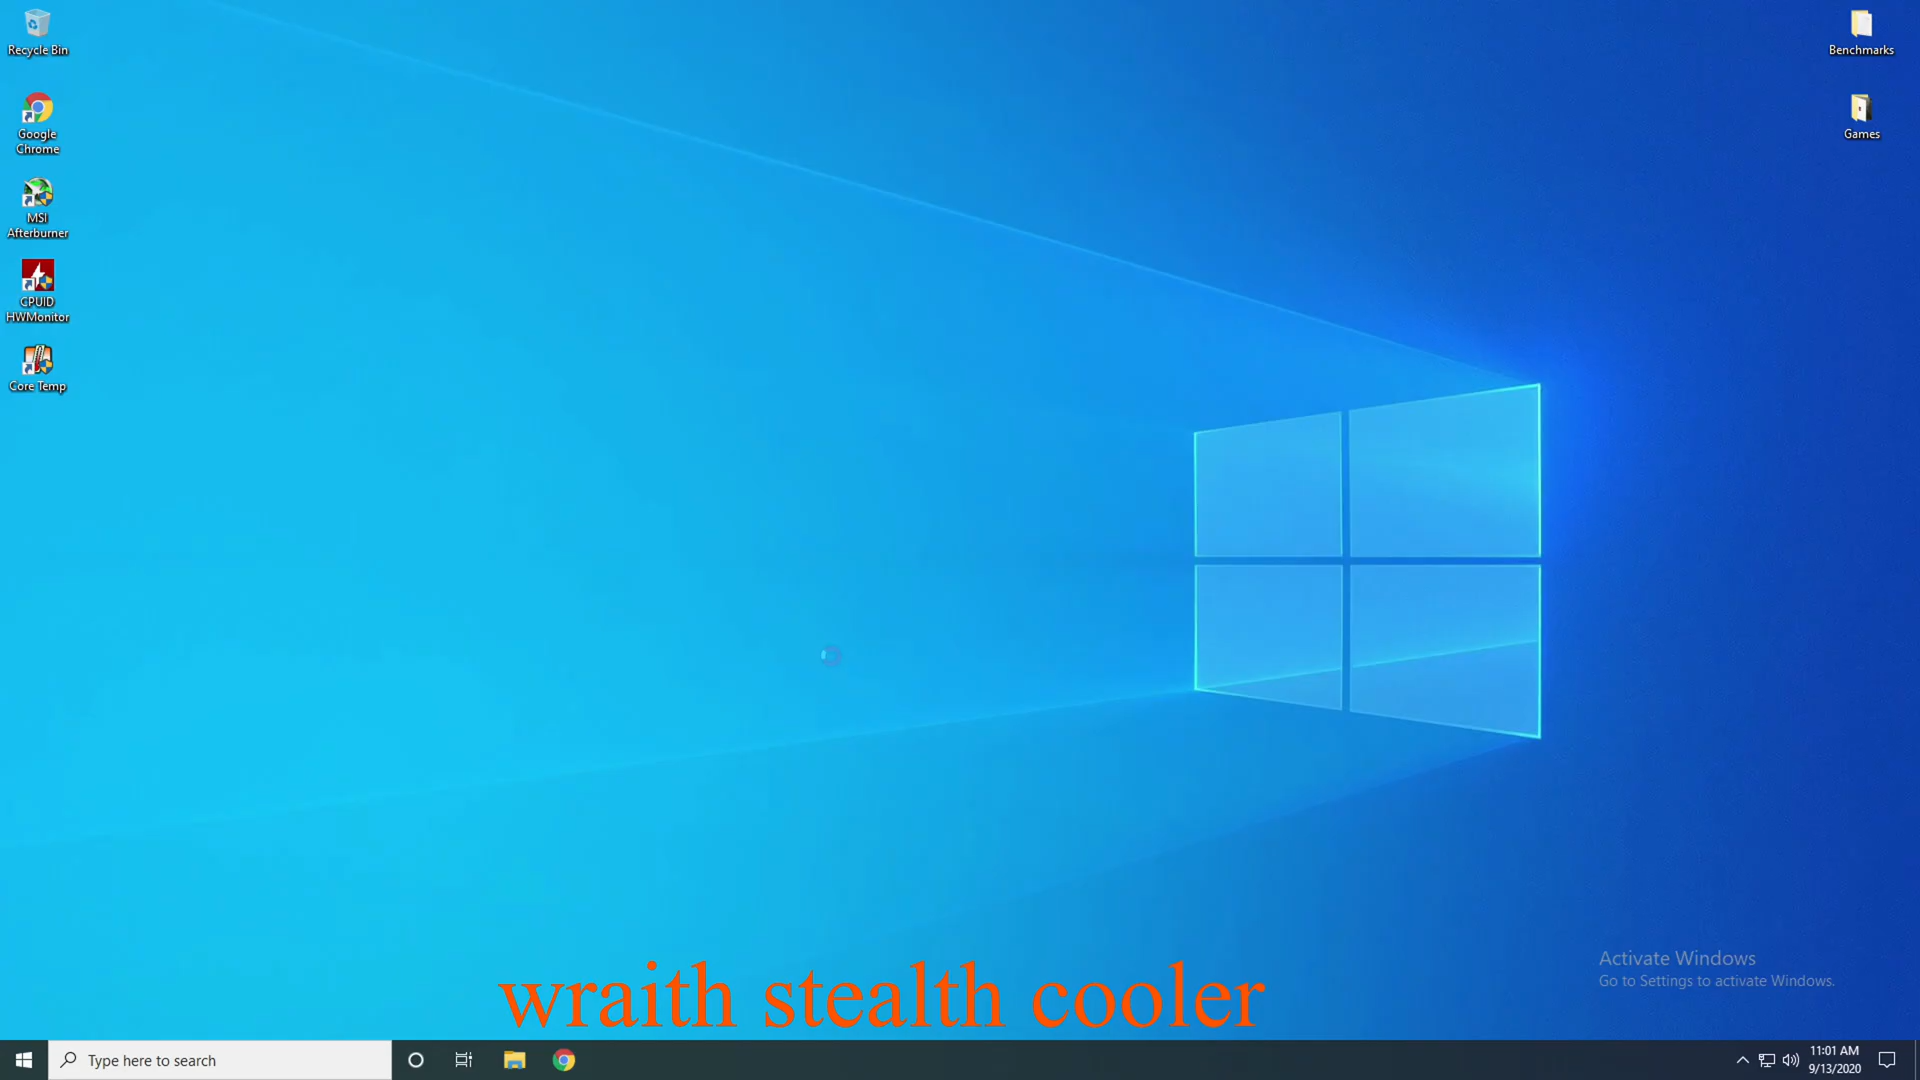 Recycle Bin
Google
Chrome
MSI
Afterburner
CPUID
HWMonitor
Core Temp
Benchmarks
Games
Activate Windows
Go to Settings to activate Windows.
wraith stealth cooler
Type here to search
11:01 AM
9/13/2020